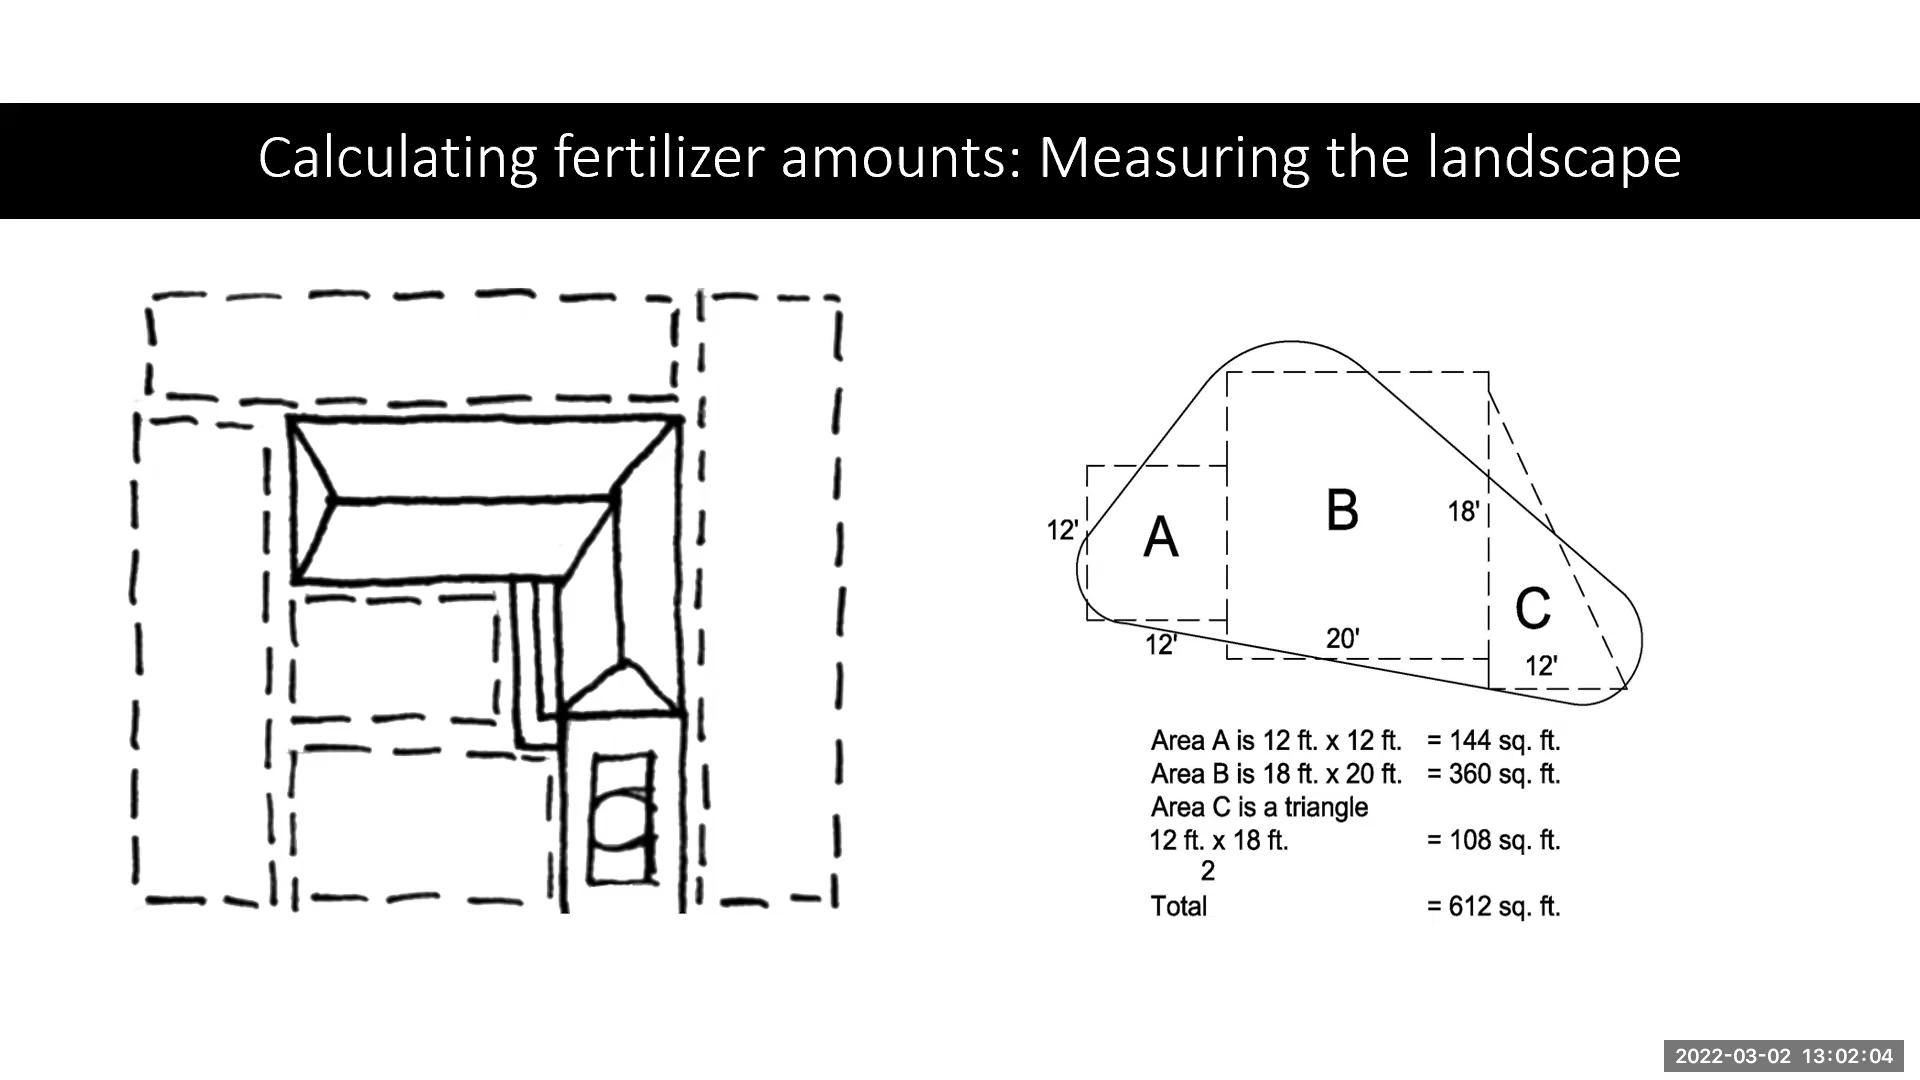 Calculating fertilizer amounts: Measuring the landscape
12'
A
12'
B
18'
20'
C
12'
Area A is 12 ft. x 12 ft. = 144 sq. ft.
Area B is 18 ft. x 20 ft. = 360 sq. ft.
Area C is a triangle
12 ft. x 18 ft. = 108 sq. ft.
2
Total = 612 sq. ft.
2022-03-02 13:02:04